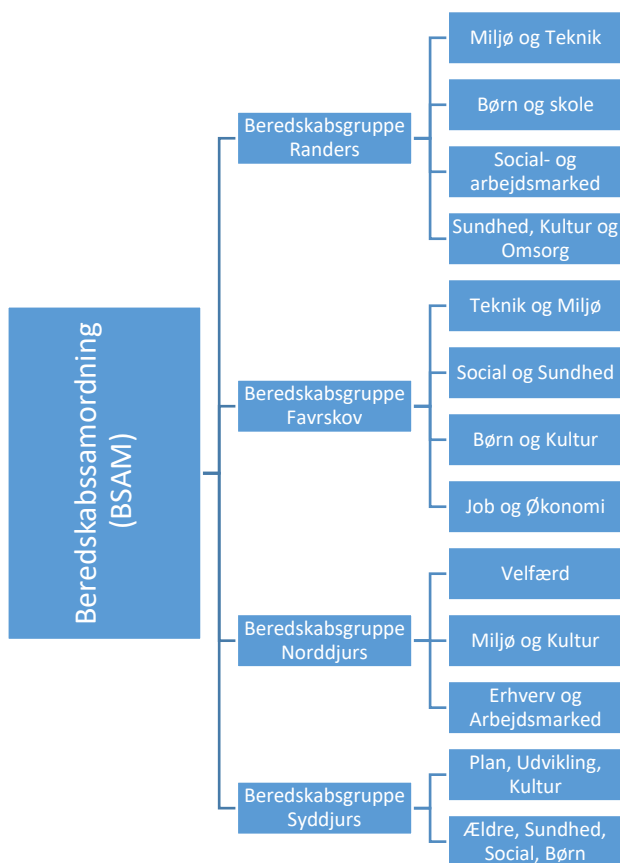 Beredskabssamordning
(BSAM)
Beredskabsgruppe
Randers
Miljø og Teknik
Børn og skole
Social- og
arbejdsmarked
Sundhed, Kultur og
Omsorg
Beredskabsgruppe
Favrskov
Teknik og Miljø
Social og Sundhed
Børn og Kultur
Job og Økonomi
Beredskabsgruppe
Norddjurs
Velfærd
Miljø og Kultur
Erhverv og
Arbejdsmarked
Beredskabsgruppe
Syddjurs
Plan, Udvikling,
Kultur
Ældre, Sundhed,
Social, Børn